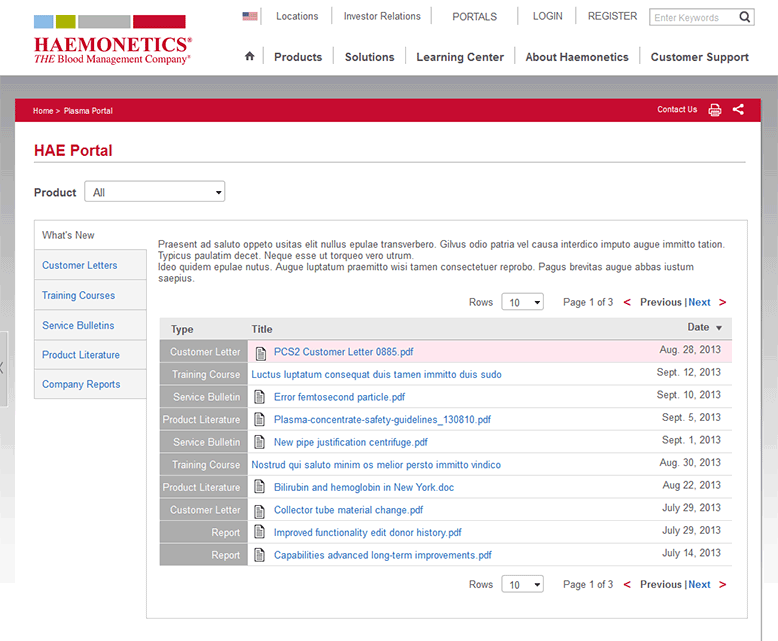 Locations Investor Relations PORTALS LOGIN REGISTER Enter Keywords
HAEMONETICS®
THE Blood Management Company®
Products Solutions Learning Center About Haemonetics Customer Support
Home > Plasma Portal Contact Us
HAE Portal
Product All
What's New
Customer Letters
Training Courses
Service Bulletins
Product Literature
Company Reports
Praesent ad saluto oppeto usitas elit nullus epulae transverbero. Gilvus odio patria vel causa interdico imputo augue immitto tation.
Typicus paulatim decet. Neque esse ut torqueo vero utrum.
Ideo quidem epulae nutus. Augue luptatum praemitto wisi tamen consectetuer reprobo. Pagus brevitas augue abbas iustum
saepius.
Rows 10 Page 1 of 3 < Previous | Next >
Type Title Date
Customer Letter PCS2 Customer Letter 0885.pdf Aug. 28, 2013
Training Course Luctus luptatum consequat duis tamen immitto duis sudo Sept. 12, 2013
Service Bulletin Error femtosecond particle.pdf Sept. 10, 2013
Product Literature Plasma-concentrate-safety-guidelines_130810.pdf Sept. 5, 2013
Service Bulletin New pipe justification centrifuge.pdf Sept. 1, 2013
Training Course Nostrud qui saluto minim os melior persto immitto vindico Aug. 30, 2013
Product Literature Bilirubin and hemoglobin in New York.doc Aug 22, 2013
Customer Letter Collector tube material change.pdf July 29, 2013
Report Improved functionality edit donor history.pdf July 29, 2013
Report Capabilities advanced long-term improvements.pdf July 14, 2013
Rows 10 Page 1 of 3 < Previous | Next >